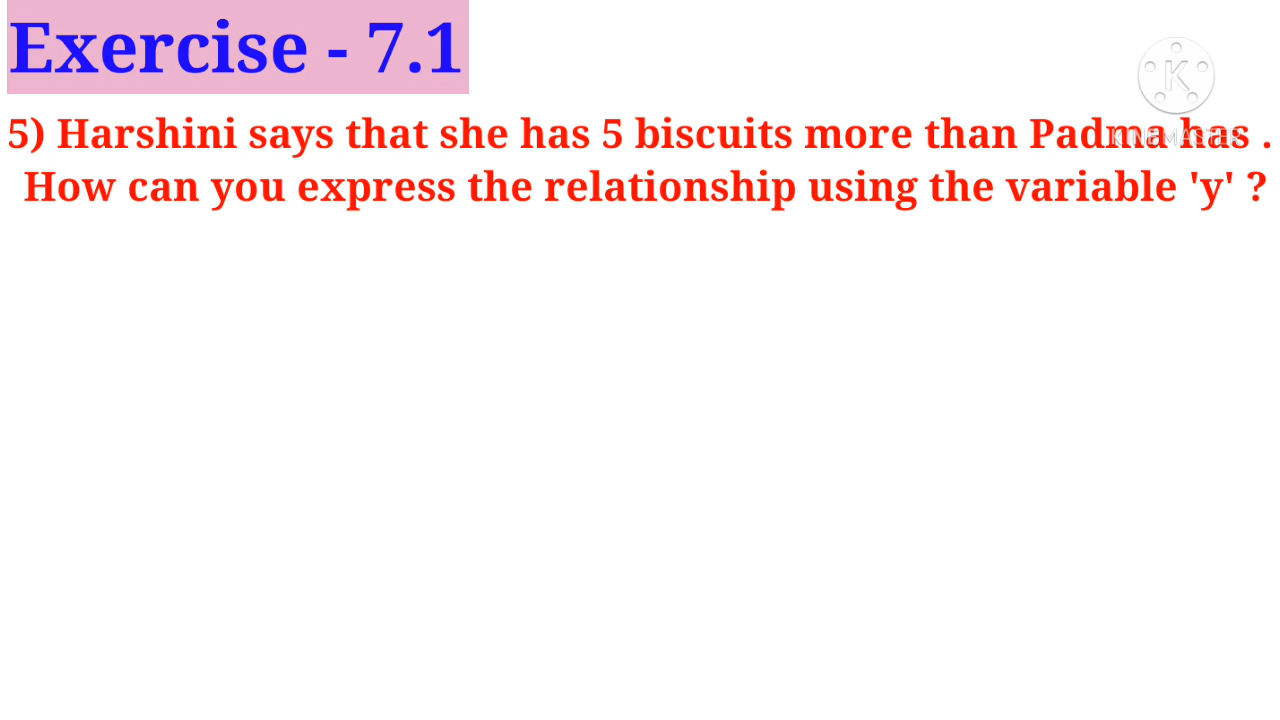 Exercise - 7.1
K
KINEMASTER
5) Harshini says that she has 5 biscuits more than Padma has .
How can you express the relationship using the variable 'y' ?